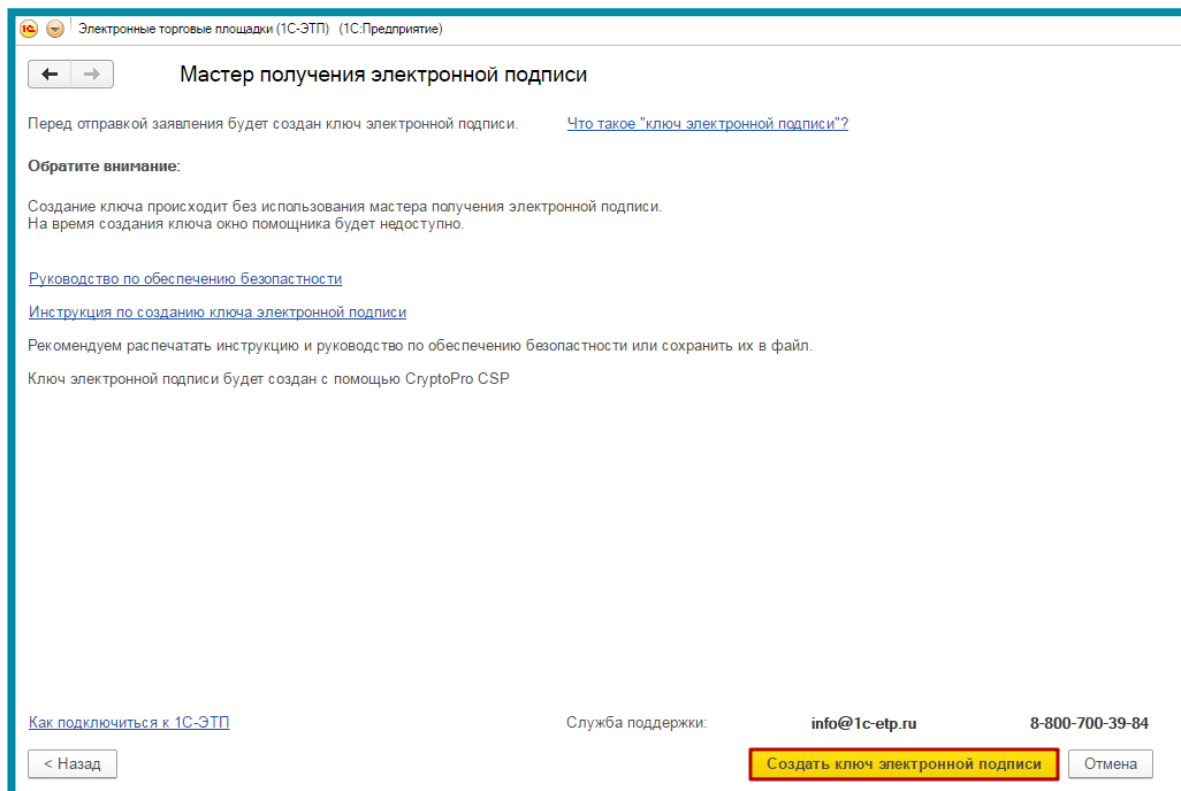 1С Электронные торговые площадки (1С-ЭТП) (1С:Предприятие)
Мастер получения электронной подписи
Перед отправкой заявления будет создан ключ электронной подписи. Что такое "ключ электронной подписи"?
Обратите внимание:
Создание ключа происходит без использования мастера получения электронной подписи.
На время создания ключа окно помощника будет недоступно.
Руководство по обеспечению безопастности
Инструкция по созданию ключа электронной подписи
Рекомендуем распечатать инструкцию и руководство по обеспечению безопастности или сохранить их в файл.
Ключ электронной подписи будет создан с помощью CryptoPro CSP
Как подключиться к 1С-ЭТП Служба поддержки: info@1c-etp.ru 8-800-700-39-84
< Назад Создать ключ электронной подписи Отмена